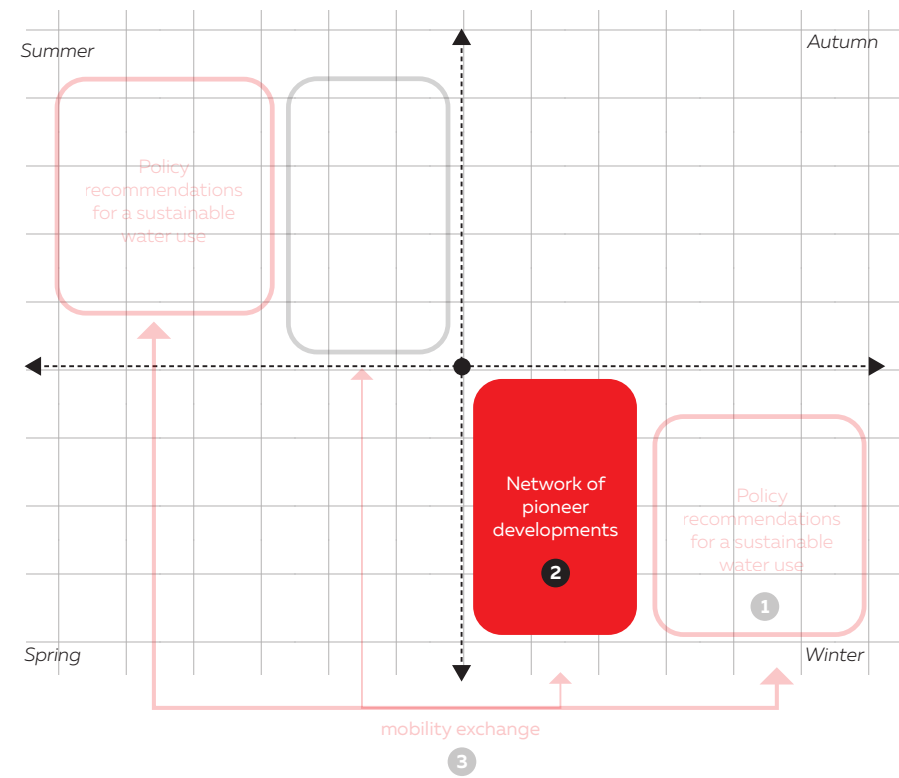 Summer
Autumn
Policy
recommendations
for a sustainable
water use
Network of
pioneer
developments
2
Policy
recommendations
for a sustainable
water use
1
Spring
Winter
mobility exchange
3